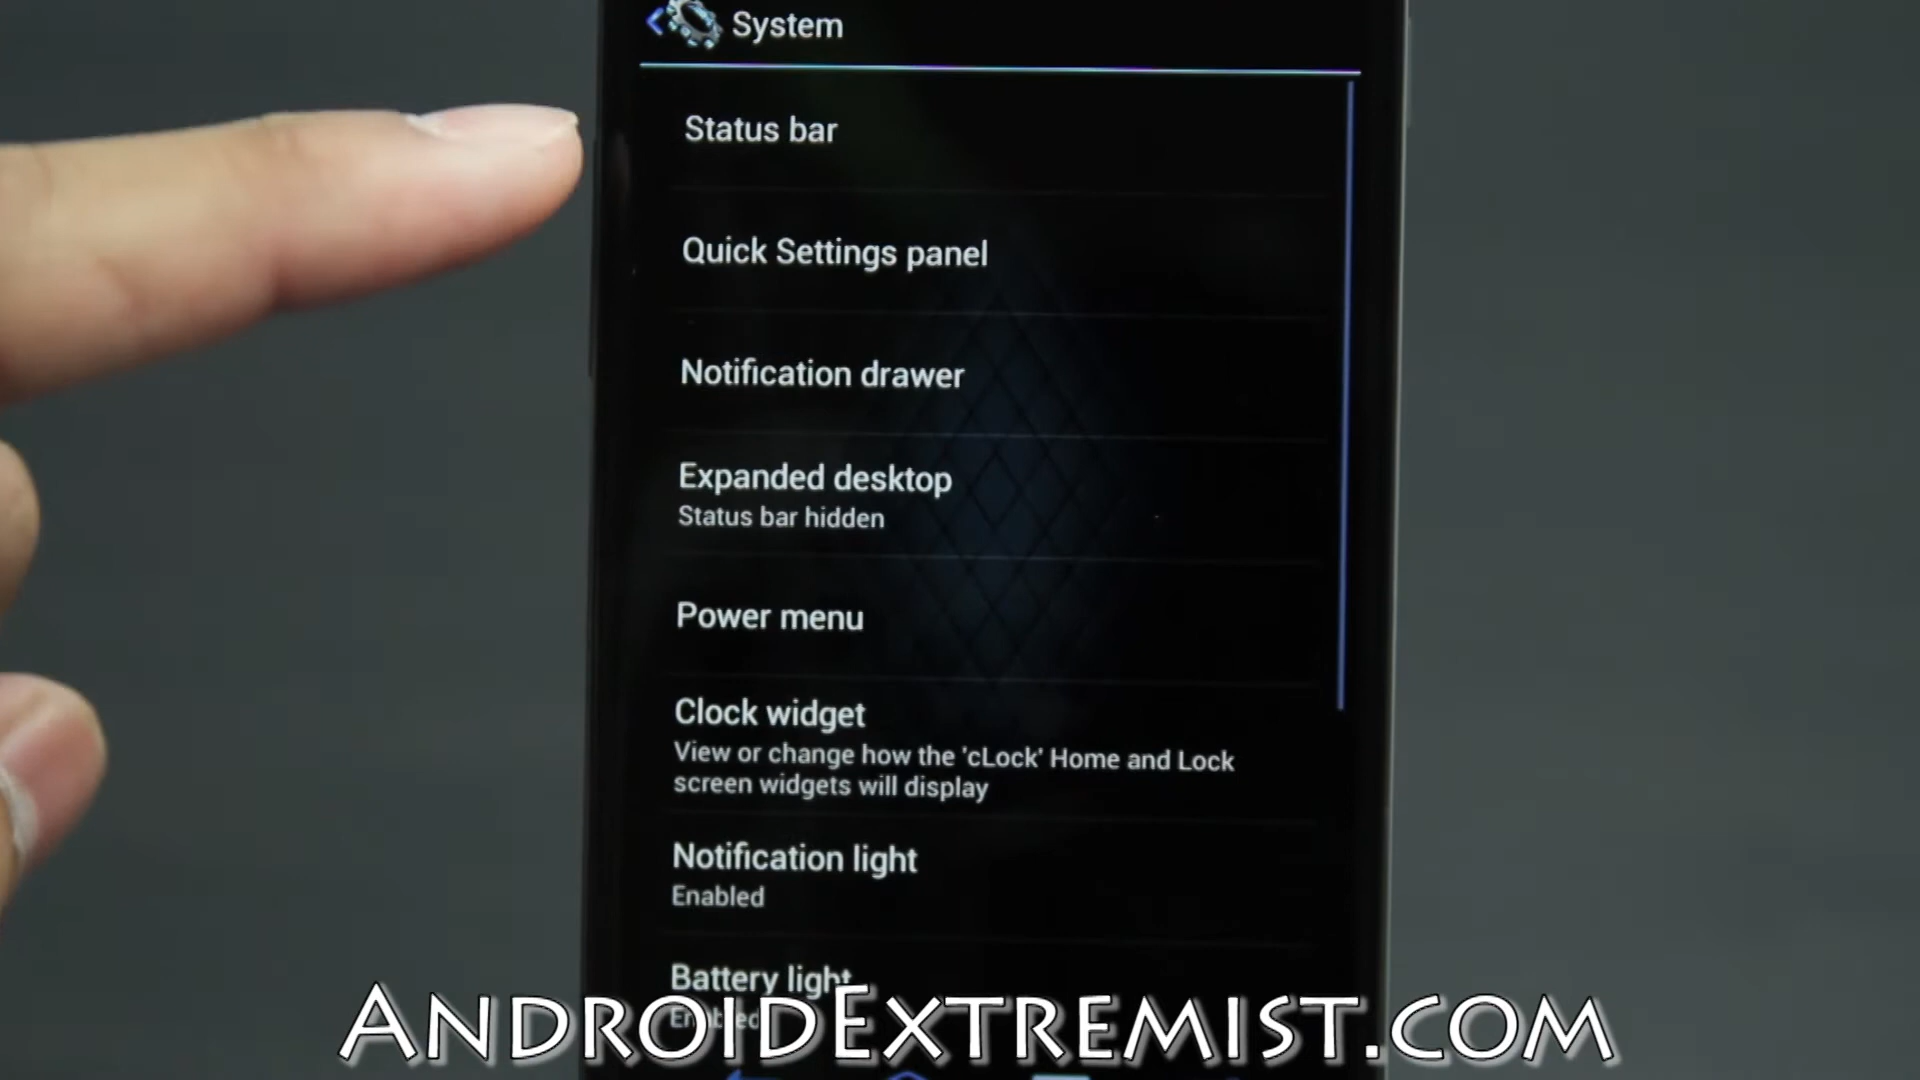 System
Status bar
Quick Settings panel
Notification drawer
Expanded desktop
Status bar hidden
Power menu
Clock widget
View or change how the 'cLock' Home and Lock
screen widgets will display
Notification light
Enabled
Battery light
Enabled
AndroidExtremist.com